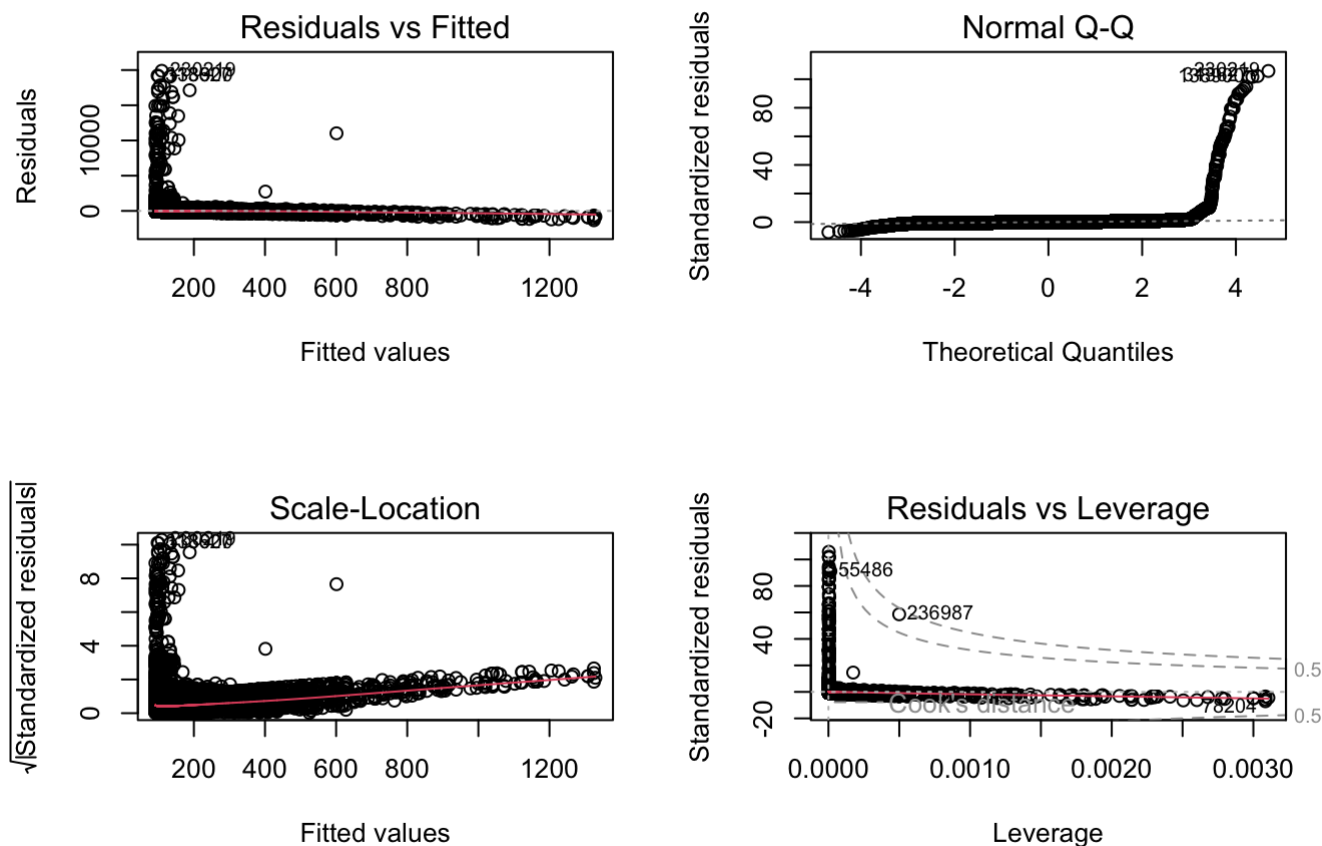 Residuals vs Fitted
Residuals
10000
0
230219
200 400 600 800 1200
Fitted values
Normal Q-Q
Standardized residuals
80
40
0
230219
-4 -2 0 2 4
Theoretical Quantiles
Scale-Location
√|Standardized residuals|
8
4
0
200 400 600 800 1200
Fitted values
Residuals vs Leverage
Standardized residuals
80
40
-20
55486
236987
0.5
Cook's distance
78204
0.5
0.0000 0.0010 0.0020 0.0030
Leverage